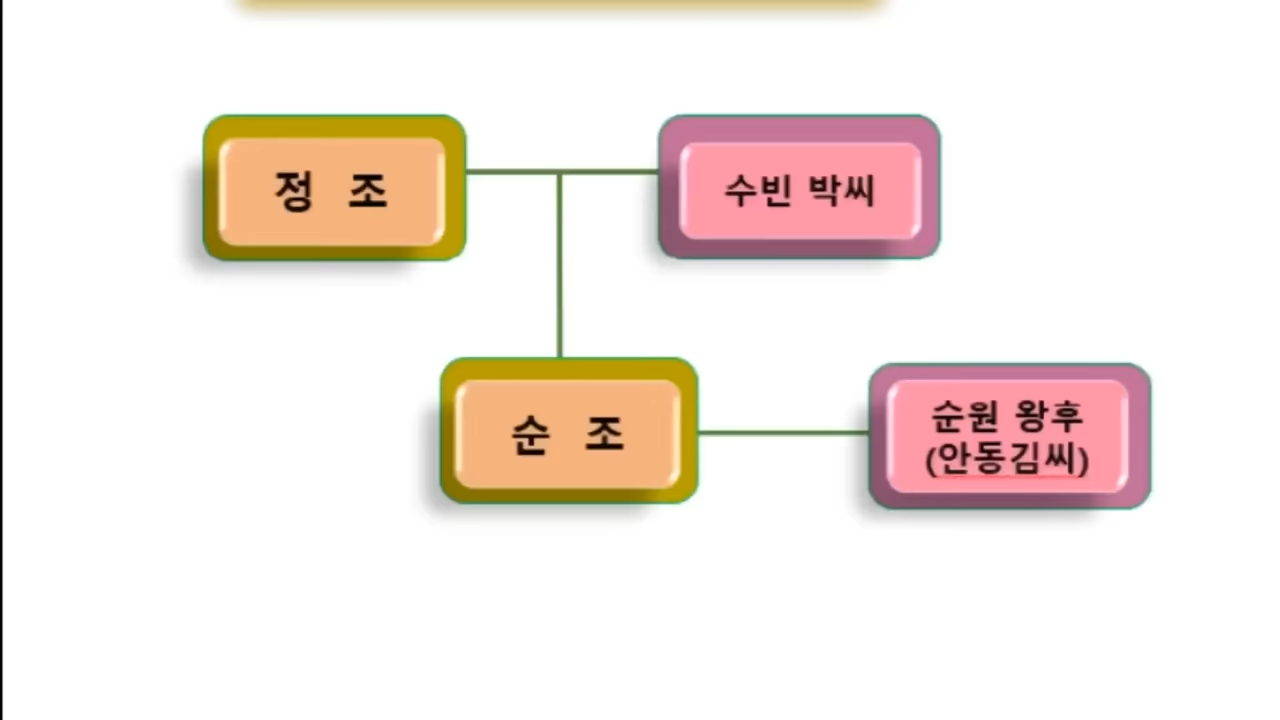 정 조
수빈 박씨
순 조
순원 왕후
(안동김씨)